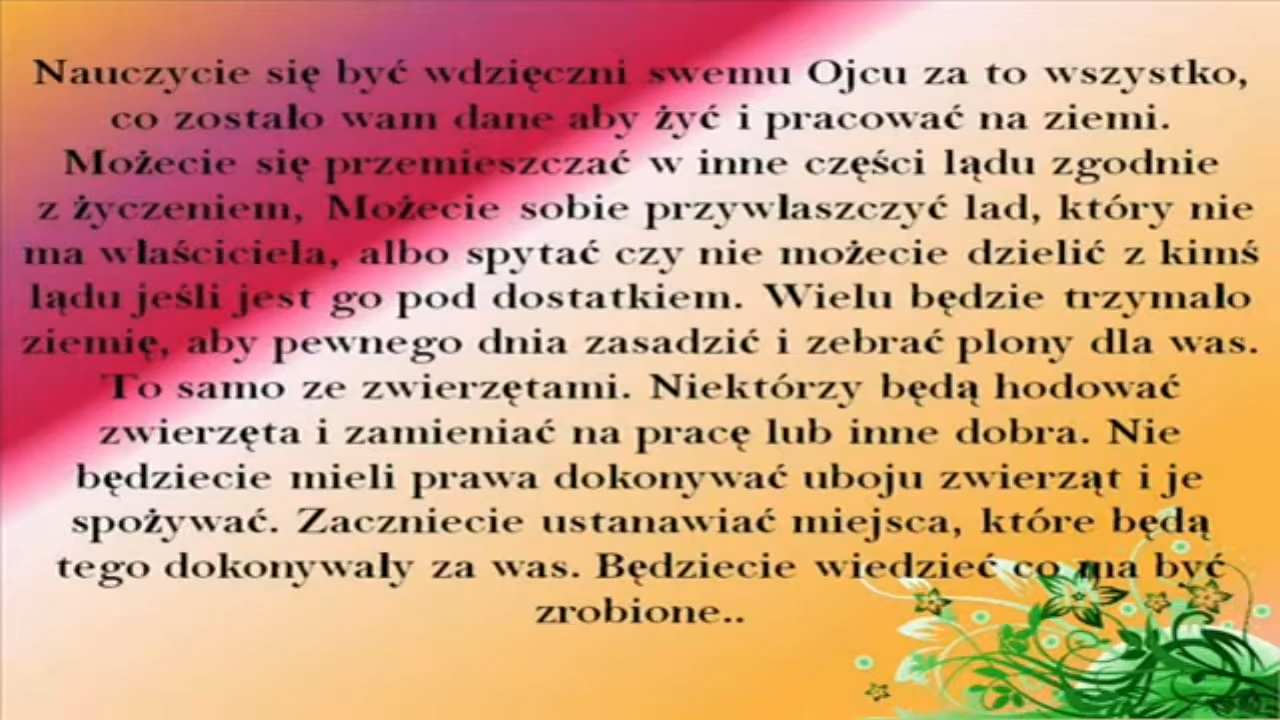 Nauczycie się być wdzięczni swemu Ojcu za to wszystko,
co zostało wam dane aby żyć i pracować na ziemi.
Możecie się przemieszczać w inne części lądu zgodnie
z życzeniem, Możecie sobie przywłaszczyć lad, który nie
ma właściciela, albo spytać czy nie możecie dzielić z kimś
lądu jeśli jest go pod dostatkiem. Wielu będzie trzymało
ziemię, aby pewnego dnia zasadzić i zebrać plony dla was.
To samo ze zwierzętami. Niektórzy będą hodować
zwierzęta i zamieniać na pracę lub inne dobra. Nie
będziecie mieli prawa dokonywać uboju zwierząt i je
spożywać. Zaczniecie ustanawiać miejsca, które będą
tego dokonywały za was. Będziecie wiedzieć co ma być
zrobione..